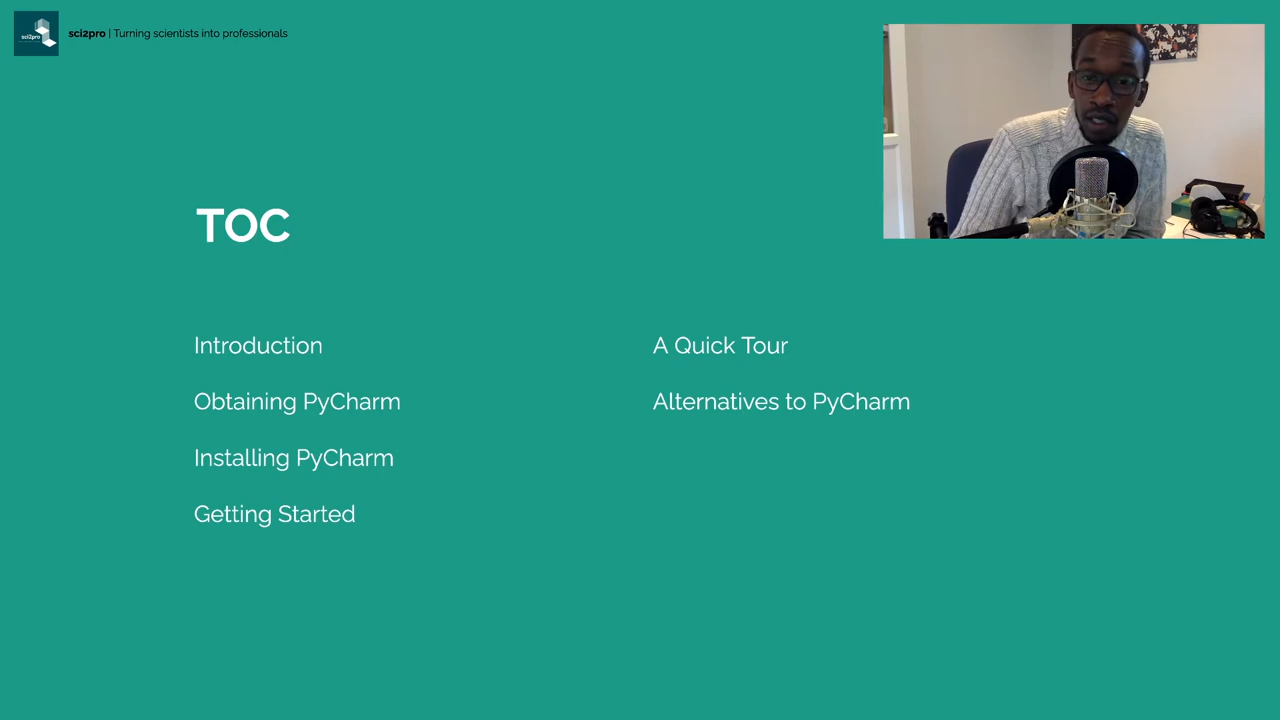 sci2pro
sci2pro | Turning scientists into professionals
TOC
Introduction
Obtaining PyCharm
Installing PyCharm
Getting Started
A Quick Tour
Alternatives to PyCharm